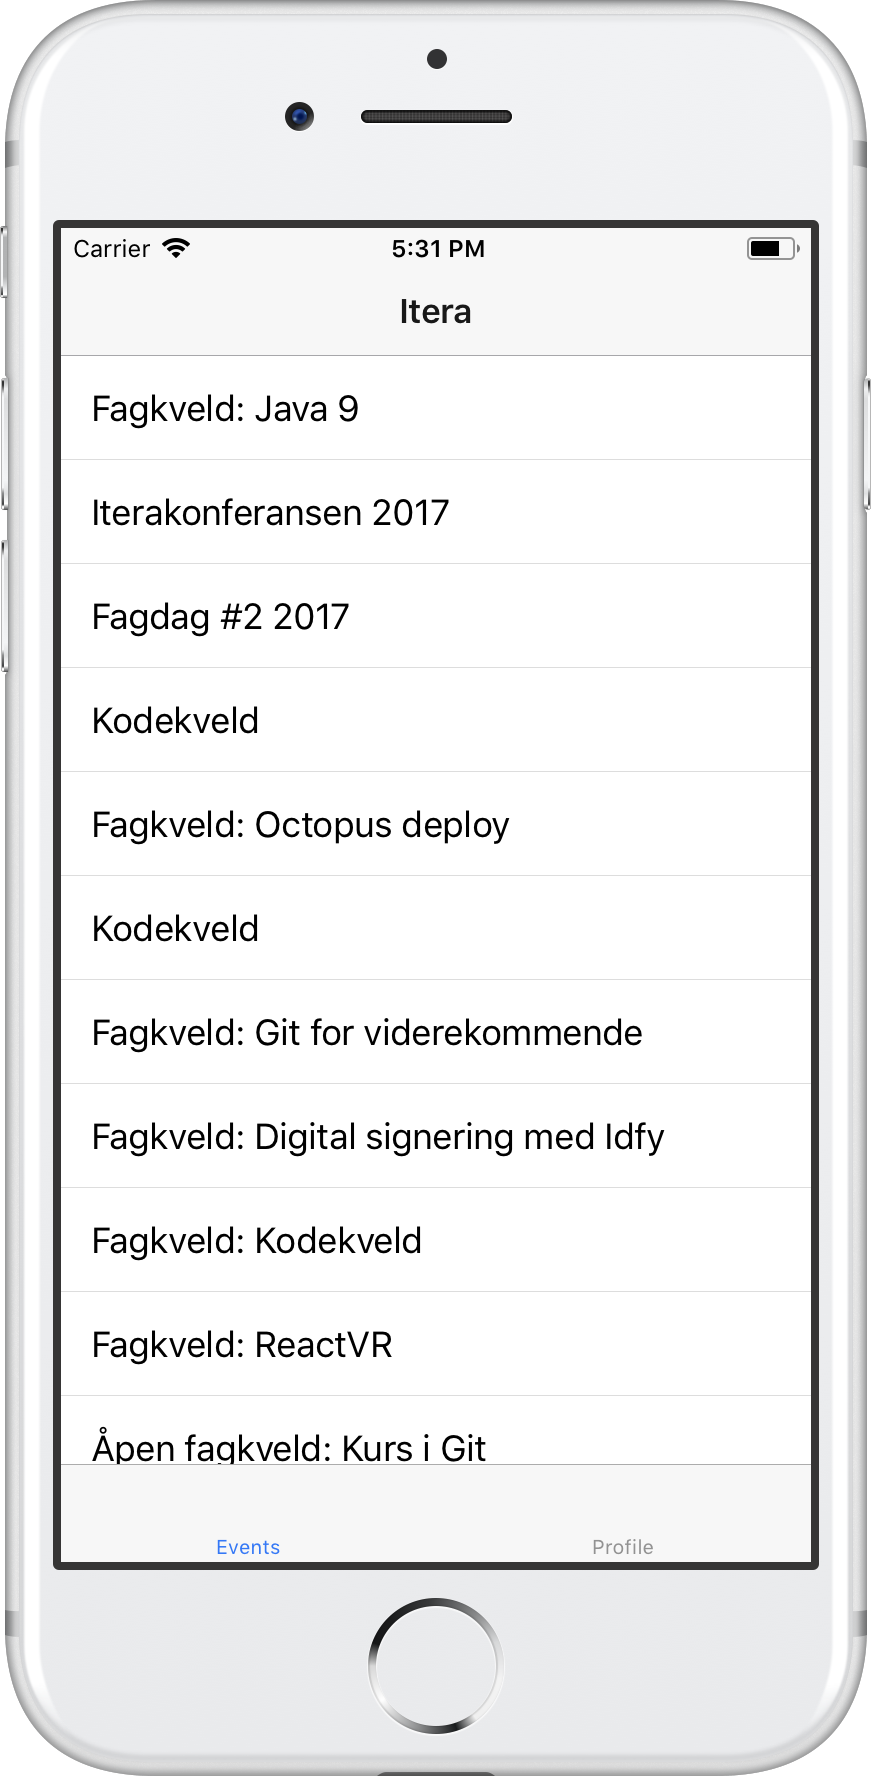 Carrier 5:31 PM
Itera
Fagkveld: Java 9
Iterakonferansen 2017
Fagdag #2 2017
Kodekveld
Fagkveld: Octopus deploy
Kodekveld
Fagkveld: Git for viderekommende
Fagkveld: Digital signering med Idfy
Fagkveld: Kodekveld
Fagkveld: ReactVR
Åpen fagkveld: Kurs i Git
Events Profile